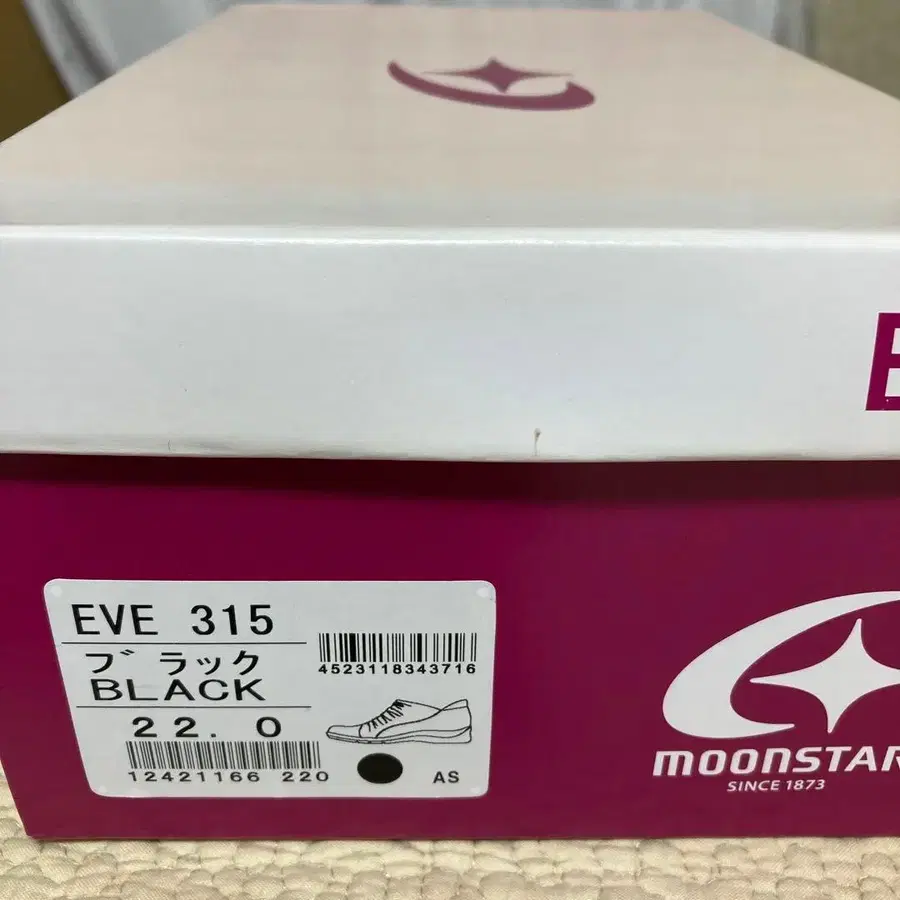 E
EVE 315
ブラック
BLACK
22.0
12421166 220
4523118343716
AS
MOONSTAR
SINCE 1873